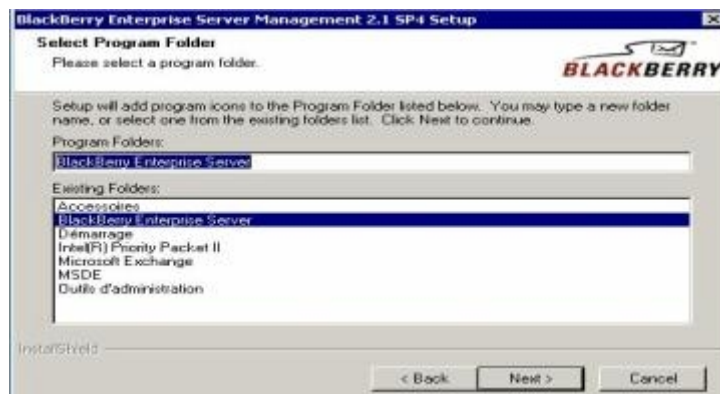 BlackBerry Enterprise Server Management 2.1 SP4 Setup
Select Program Folder
Please select a program folder.
BLACKBERRY
Setup will add program icons to the Program Folder listed below. You may type a new folder
name, or select one from the existing folders list. Click Next to continue.
Program Folders:
BlackBerry Enterprise Server
Existing Folders:
Accessoires
BlackBerry Enterprise Server
Démarrage
Intel(R) Priority Packet II
Microsoft Exchange
MSDE
Outils d'administration
InstallShield
< Back
Next >
Cancel